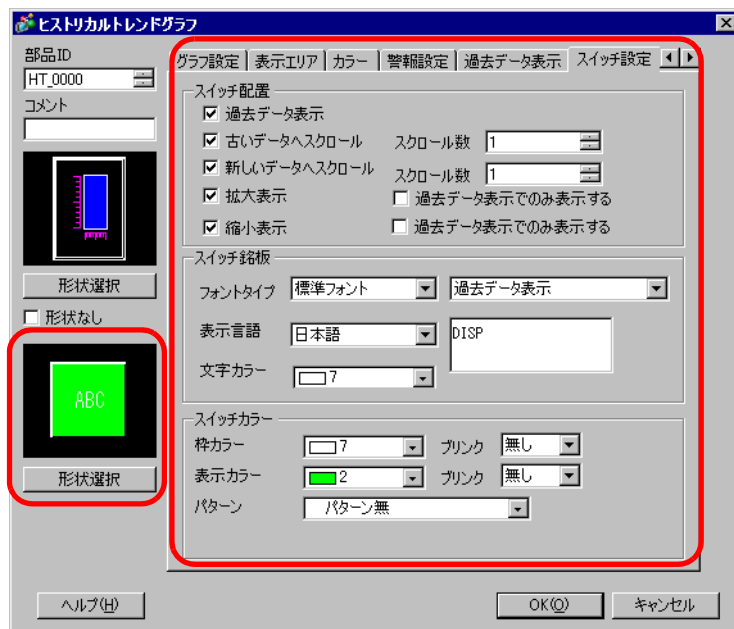 ヒストリカルトレンドグラフ
部品ID
HT_0000
コメント
形状選択
形状なし
ABC
形状選択
グラフ設定 表示エリア カラー 警報設定 過去データ表示 スイッチ設定
スイッチ配置
過去データ表示
古いデータへスクロール スクロール数 1
新しいデータへスクロール スクロール数 1
拡大表示 過去データ表示でのみ表示する
縮小表示 過去データ表示でのみ表示する
スイッチ銘板
フォントタイプ 標準フォント 過去データ表示
表示言語 日本語 DISP
文字カラー 7
スイッチカラー
枠カラー 7 ブリンク 無し
表示カラー 2 ブリンク 無し
パターン パターン無
ヘルプ(H) OK(O) キャンセル